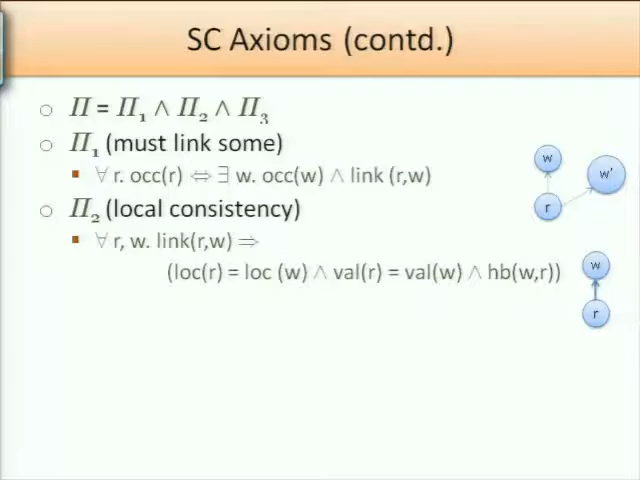 SC Axioms (contd.)
Π = Π₁ ∧ Π₂ ∧ Π₃
Π₁ (must link some)
∀ r. occ(r) ⇔ ∃ w. occ(w) ∧ link (r,w)
w
w'
r
Π₂ (local consistency)
∀ r, w. link(r,w) ⇒
(loc(r) = loc (w) ∧ val(r) = val(w) ∧ hb(w,r))
w
r